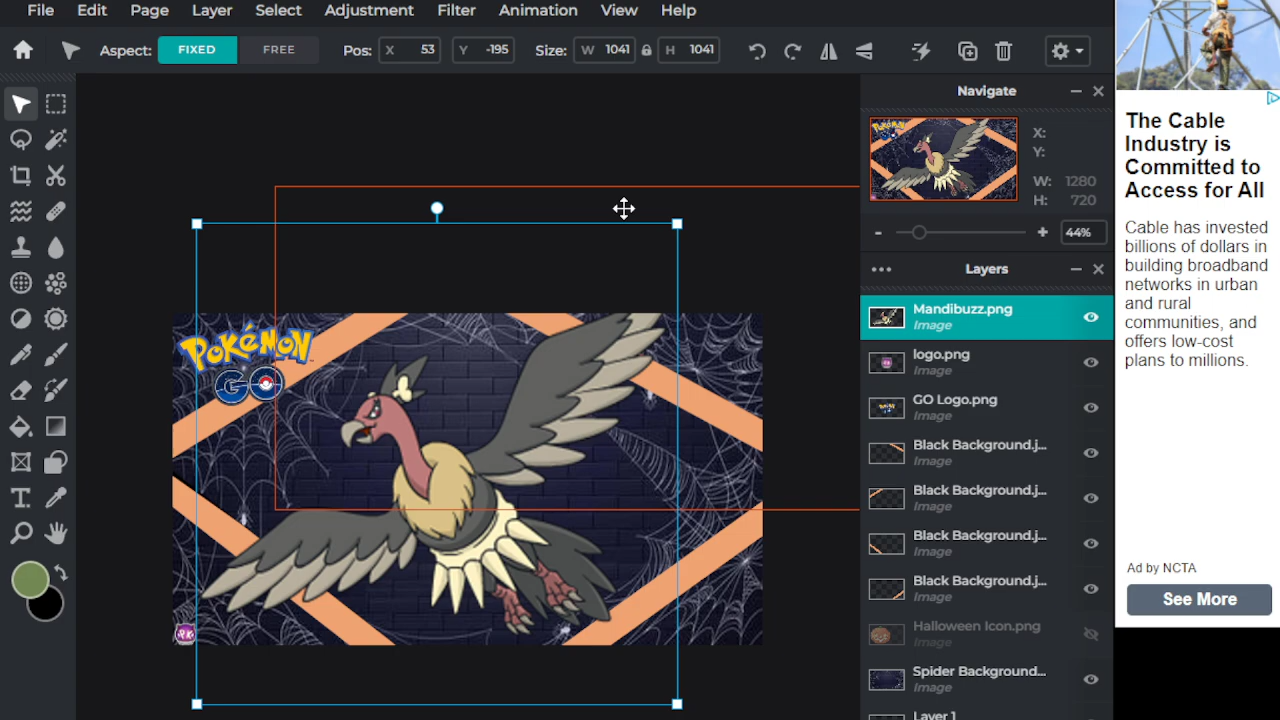 File Edit Page Layer Select Adjustment Filter Animation View Help
Aspect: FIXED FREE Pos: X 53 Y -195 Size: W 1041 H 1041
Navigate
X:
Y:
W: 1280
H: 720
- + 44%
Layers
Mandibuzz.png
Image
logo.png
Image
GO Logo.png
Image
Black Background.j...
Image
Black Background.j...
Image
Black Background.j...
Image
Black Background.j...
Image
Halloween Icon.png
Image
Spider Background...
Image
Layer 1
POKÉMON
GO
PK
The Cable
Industry is
Committed to
Access for All
Cable has invested
billions of dollars in
building broadband
networks in urban
and rural
communities, and
offers low-cost
plans to millions.
Ad by NCTA
See More